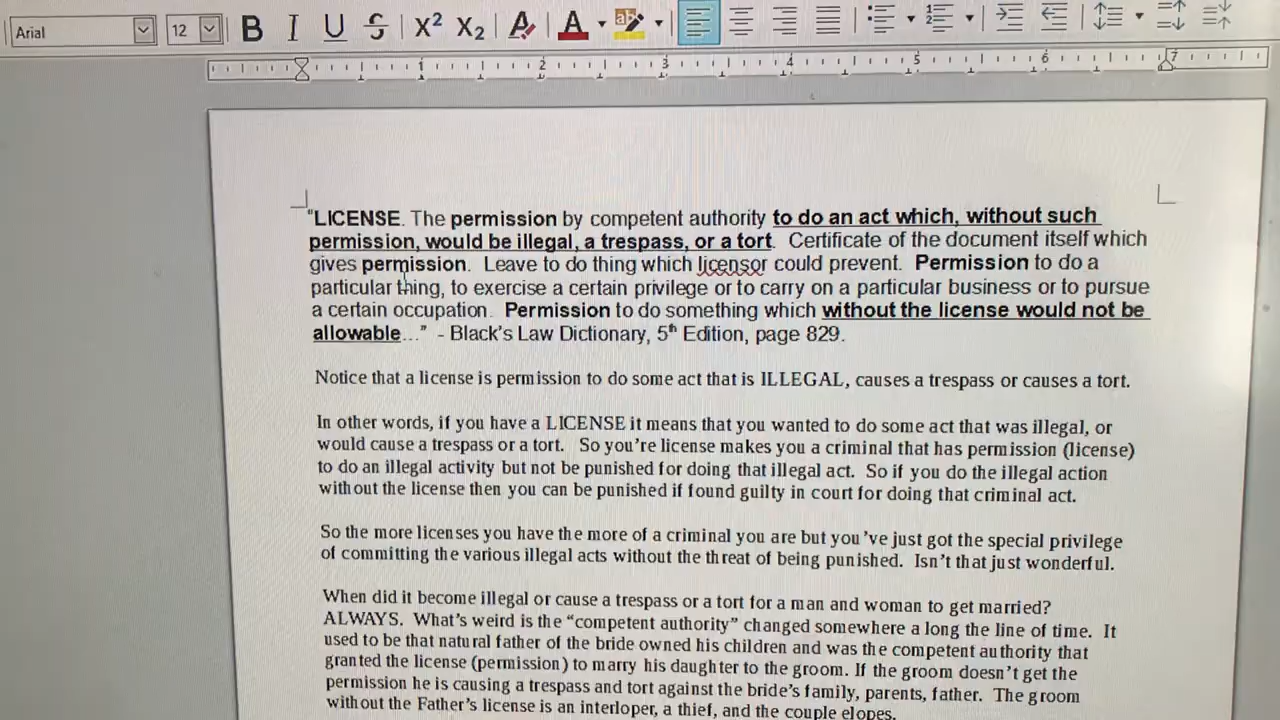 Arial 12 B I U S X² X₂ A A ab
1 2 3 4 5 6 7
"LICENSE. The permission by competent authority to do an act which, without such
permission, would be illegal, a trespass, or a tort. Certificate of the document itself which
gives permission. Leave to do thing which licensor could prevent. Permission to do a
particular thing, to exercise a certain privilege or to carry on a particular business or to pursue
a certain occupation. Permission to do something which without the license would not be
allowable..." - Black's Law Dictionary, 5th Edition, page 829.
Notice that a license is permission to do some act that is ILLEGAL, causes a trespass or causes a tort.
In other words, if you have a LICENSE it means that you wanted to do some act that was illegal, or
would cause a trespass or a tort. So you're license makes you a criminal that has permission (license)
to do an illegal activity but not be punished for doing that illegal act. So if you do the illegal action
without the license then you can be punished if found guilty in court for doing that criminal act.
So the more licenses you have the more of a criminal you are but you've just got the special privilege
of committing the various illegal acts without the threat of being punished. Isn't that just wonderful.
When did it become illegal or cause a trespass or a tort for a man and woman to get married?
ALWAYS. What's weird is the "competent authority" changed somewhere a long the line of time. It
used to be that natural father of the bride owned his children and was the competent authority that
granted the license (permission) to marry his daughter to the groom. If the groom doesn't get the
permission he is causing a trespass and tort against the bride's family, parents, father. The groom
without the Father's license is an interloper, a thief, and the couple elopes.